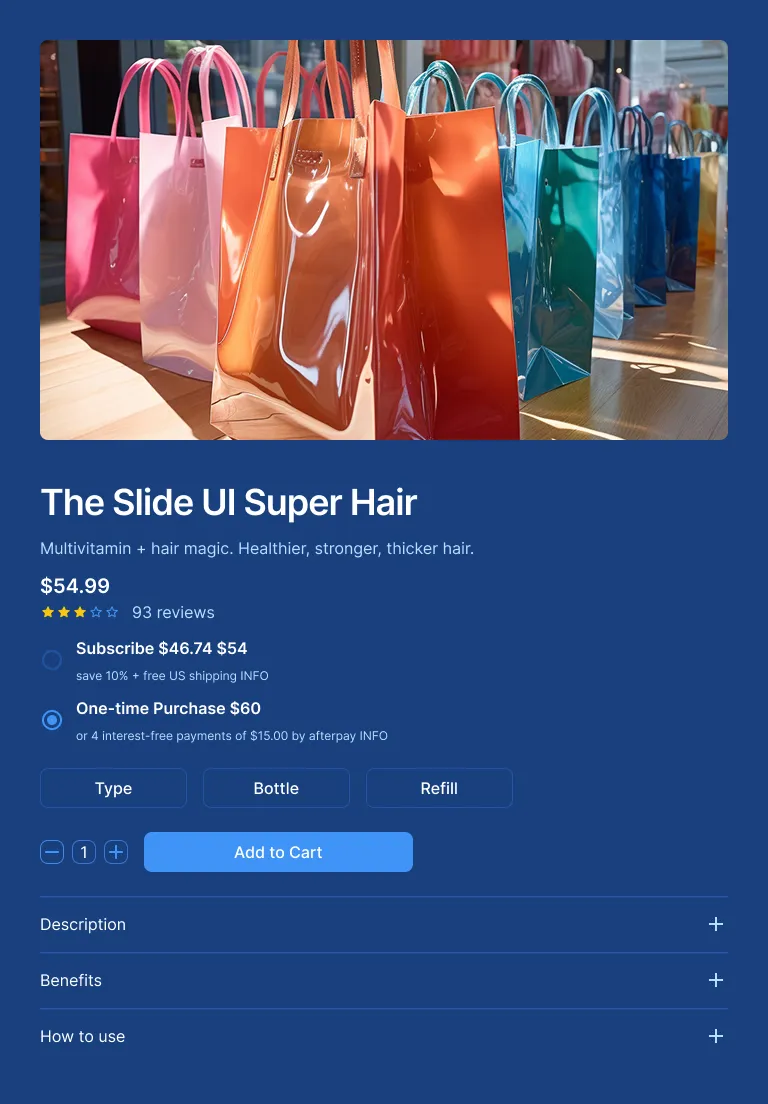 The Slide UI Super Hair
Multivitamin + hair magic. Healthier, stronger, thicker hair.
$54.99
93 reviews
Subscribe $46.74 $54
save 10% + free US shipping INFO
One-time Purchase $60
or 4 interest-free payments of $15.00 by afterpay INFO
Type Bottle Refill
1 Add to Cart
Description
Benefits
How to use